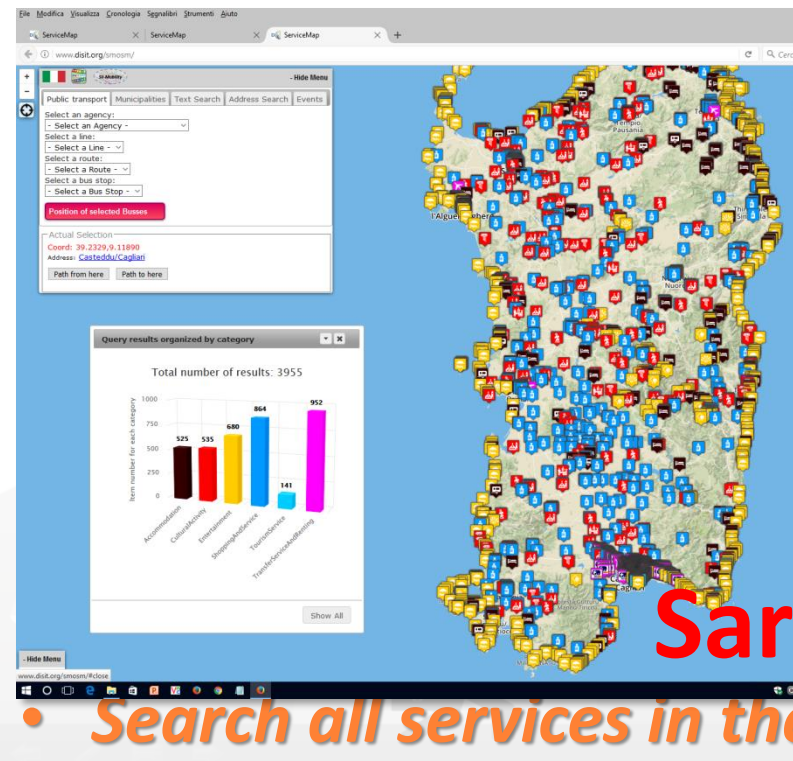 File Modifica Visualizza Cronologia Segnalibri Strumenti Aiuto
ServiceMap × ServiceMap × ServiceMap × +
www.disit.org/smosm/ Cerc
+ - Hide Menu
-
Public transport Municipalities Text Search Address Search Events
Select an agency:
- Select an Agency -
Select a line:
- Select a Line -
Select a route:
- Select a Route -
Select a bus stop:
- Select a Bus Stop -
Position of selected Busses
Actual Selection
Coord: 39.2329,9.11890
Address: Casteddu/Cagliari
Path from here Path to here
Tempio
Pausania
Query results organized by category
Total number of results: 3955
Item number for each category
1000
750
500
250
0
525 535 680 864 141 952
Accommodation CulturalActivity Entertainment ShoppingAndService TourismService TransferServiceAndRenting
Show All
Sar
- Hide Menu
www.disit.org/smosm/#close
• Search all services in the